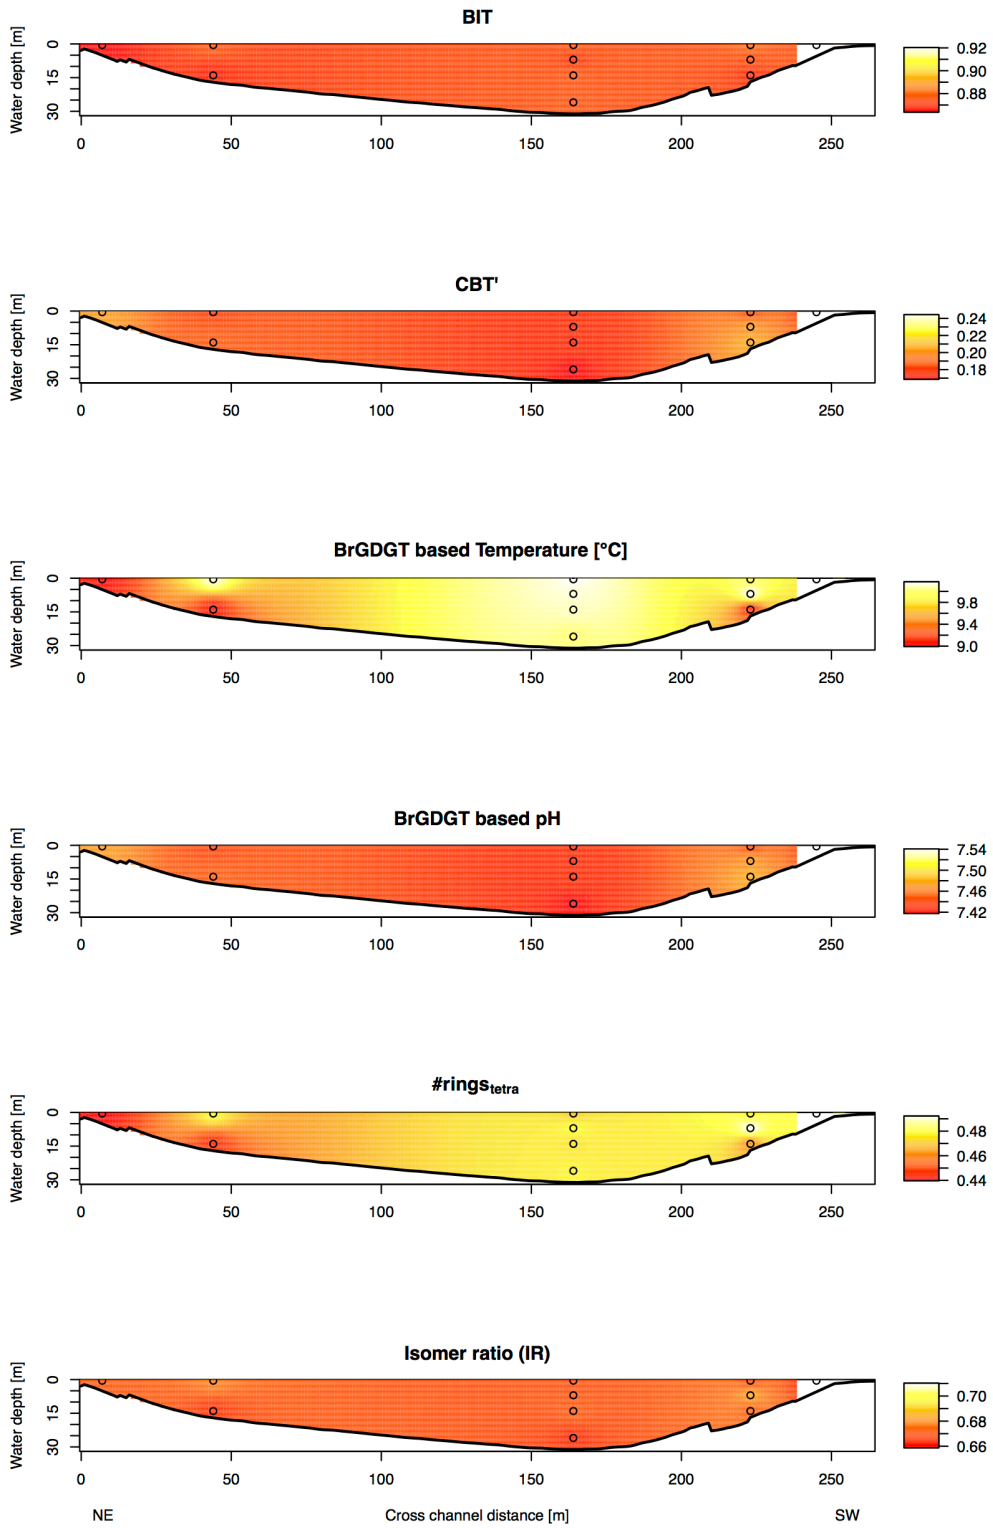 BIT
Water depth [m]
0 15 30
0 50 100 150 200 250
0.92
0.90
0.88
CBT'
Water depth [m]
0 15 30
0 50 100 150 200 250
0.24
0.22
0.20
0.18
BrGDGT based Temperature [°C]
Water depth [m]
0 15 30
0 50 100 150 200 250
9.8
9.4
9.0
BrGDGT based pH
Water depth [m]
0 15 30
0 50 100 150 200 250
7.54
7.50
7.46
7.42
#ringstetra
Water depth [m]
0 15 30
0 50 100 150 200 250
0.48
0.46
0.44
Isomer ratio (IR)
Water depth [m]
0 15 30
0 50 100 150 200 250
0.70
0.68
0.66
NE Cross channel distance [m] SW